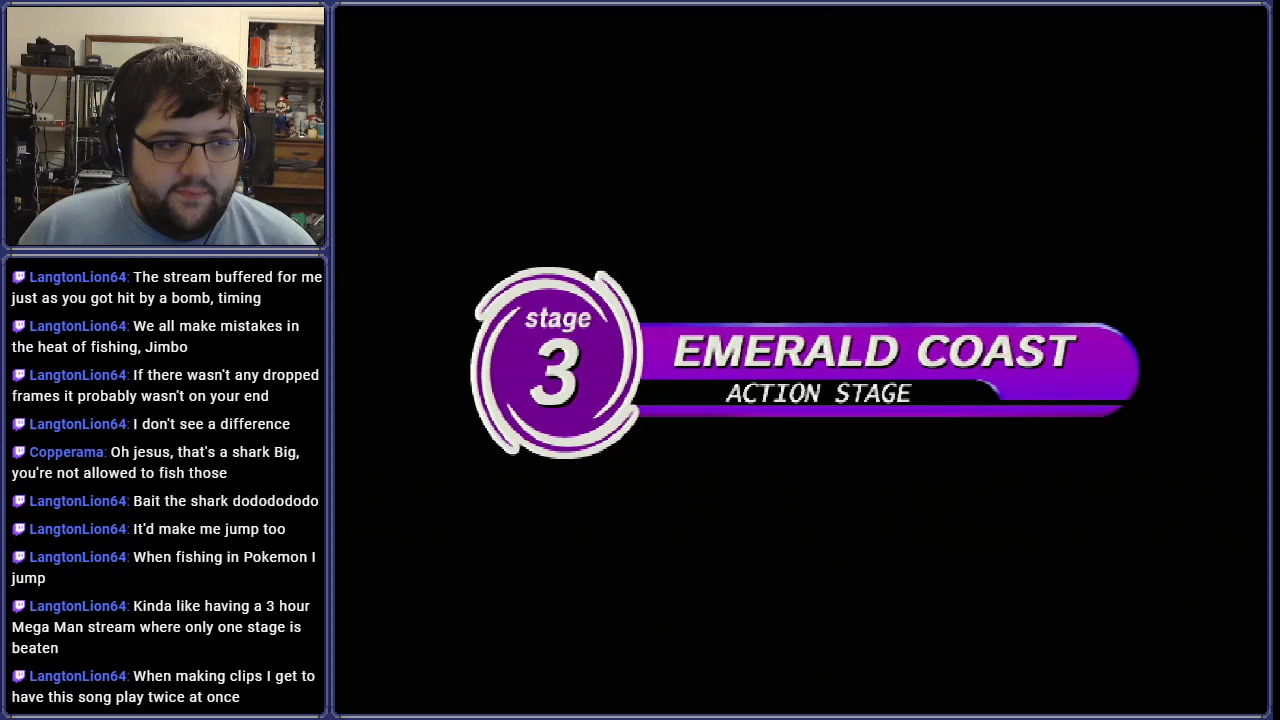 LangtonLion64: The stream buffered for me
just as you got hit by a bomb, timing
LangtonLion64: We all make mistakes in
the heat of fishing, Jimbo
LangtonLion64: If there wasn't any dropped
frames it probably wasn't on your end
LangtonLion64: I don't see a difference
Copperama: Oh jesus, that's a shark Big,
you're not allowed to fish those
LangtonLion64: Bait the shark dodododododo
LangtonLion64: It'd make me jump too
LangtonLion64: When fishing in Pokemon I
jump
LangtonLion64: Kinda like having a 3 hour
Mega Man stream where only one stage is
beaten
LangtonLion64: When making clips I get to
have this song play twice at once
stage
3
EMERALD COAST
ACTION STAGE